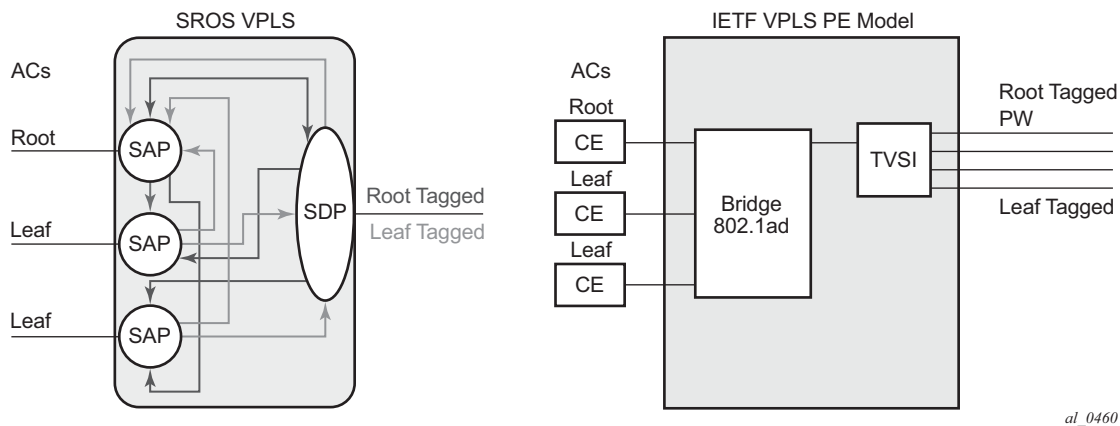 SROS VPLS
ACs
Root
SAP
Leaf
SAP
Leaf
SAP
SDP
Root Tagged
Leaf Tagged
IETF VPLS PE Model
ACs
Root
CE
Leaf
CE
Leaf
CE
Bridge
802.1ad
TVSI
Root Tagged
PW
Leaf Tagged
al_0460